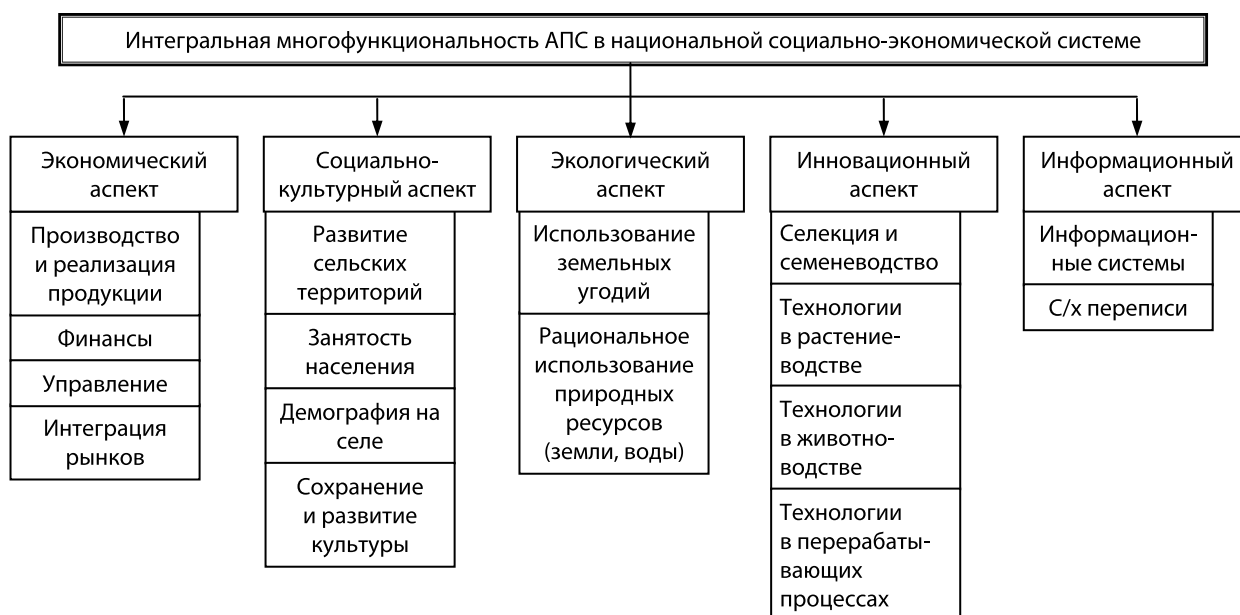 Интегральная многофункциональность АПС в национальной социально-экономической системе
Экономический
аспект
Производство
и реализация
продукции
Финансы
Управление
Интеграция
рынков
Социально-
культурный аспект
Развитие
сельских
территорий
Занятость
населения
Демография на
селе
Сохранение
и развитие
культуры
Экологический
аспект
Использование
земельных
угодий
Рациональное
использование
природных
ресурсов
(земли, воды)
Инновационный
аспект
Селекция и
семеневодство
Технологии
в растение-
водстве
Технологии
в животно-
водстве
Технологии
в перерабаты-
вающих
процессах
Информационный
аспект
Информацион-
ные системы
С/х переписи